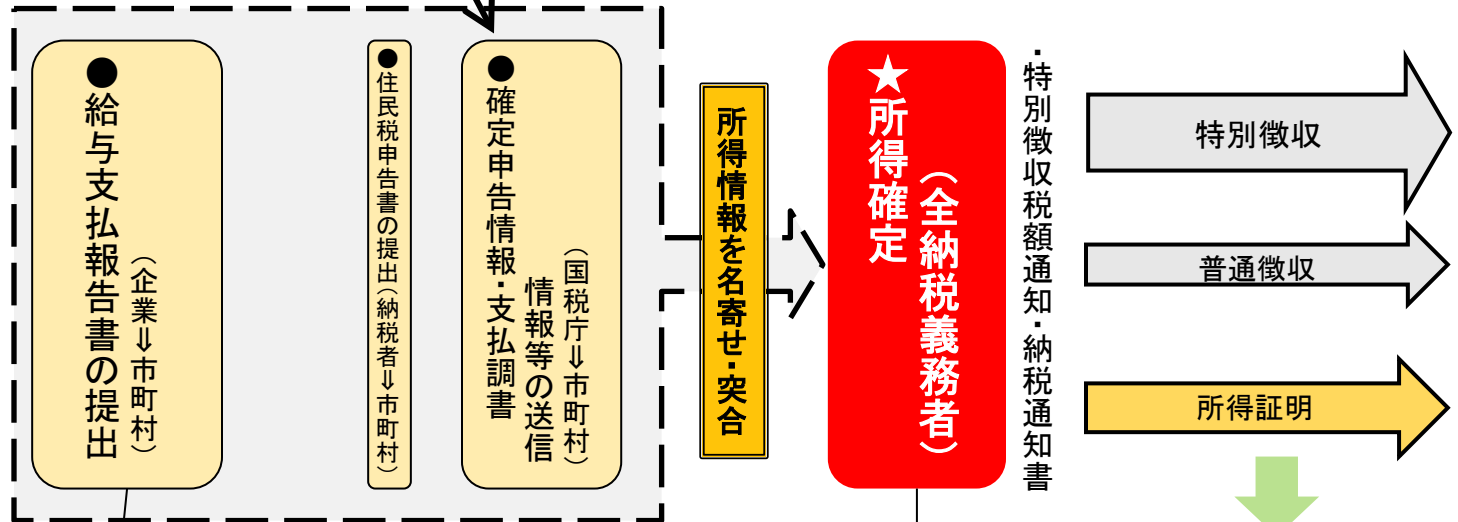 ●給与支払報告書の提出
（企業⇒市町村）
●住民税申告書の提出（納税者⇒市町村）
●確定申告情報・支払調書
情報等の送信
（国税庁⇒市町村）
所得情報を名寄せ・突合
★所得確定
（全納税義務者）
・特別徴収税額通知・納税通知書
特別徴収
普通徴収
所得証明